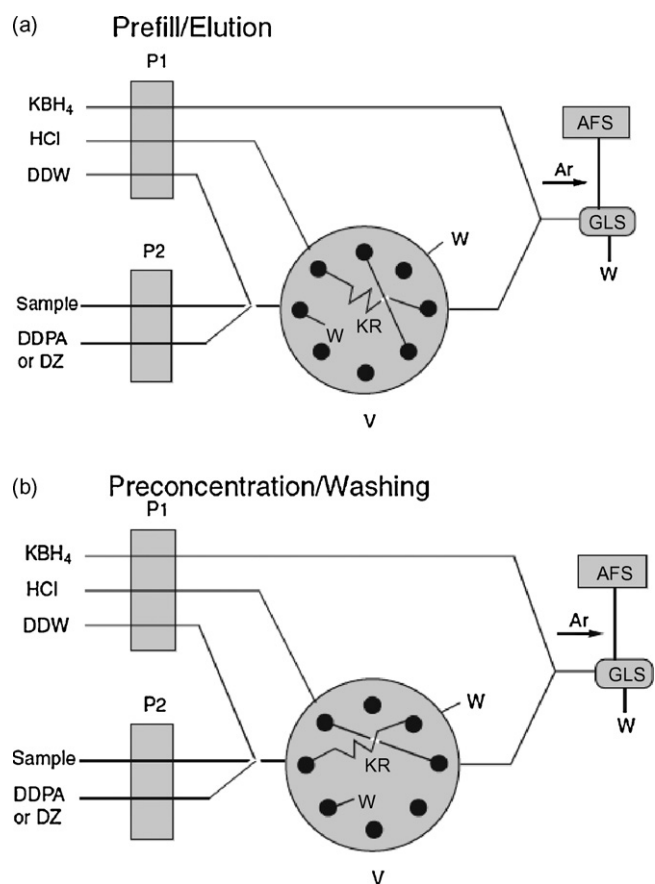 (a) Prefill/Elution
P1
KBH₄
HCl
DDW
P2
Sample
DDPA
or DZ
W
KR
W
V
Ar
AFS
GLS
W
(b) Preconcentration/Washing
P1
KBH₄
HCl
DDW
P2
Sample
DDPA
or DZ
W
KR
W
V
Ar
AFS
GLS
W